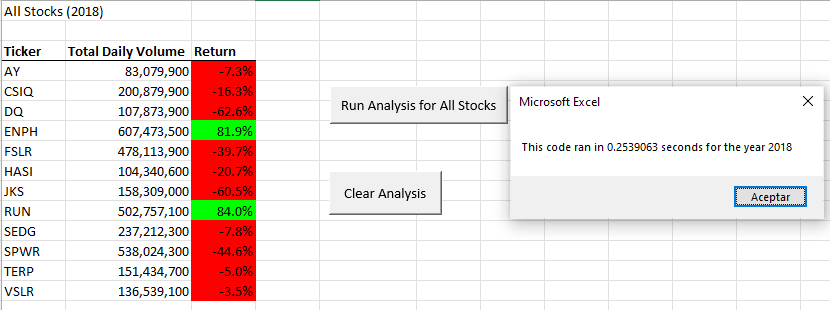 All Stocks (2018)
Ticker Total Daily Volume Return
AY 83,079,900 -7.3%
CSIQ 200,879,900 -16.3%
DQ 107,873,900 -62.6%
ENPH 607,473,500 81.9%
FSLR 478,113,900 -39.7%
HASI 104,340,600 -20.7%
JKS 158,309,000 -60.5%
RUN 502,757,100 84.0%
SEDG 237,212,300 -7.8%
SPWR 538,024,300 -44.6%
TERP 151,434,700 -5.0%
VSLR 136,539,100 -3.5%
Run Analysis for All Stocks
Clear Analysis
Microsoft Excel
This code ran in 0.2539063 seconds for the year 2018
Aceptar